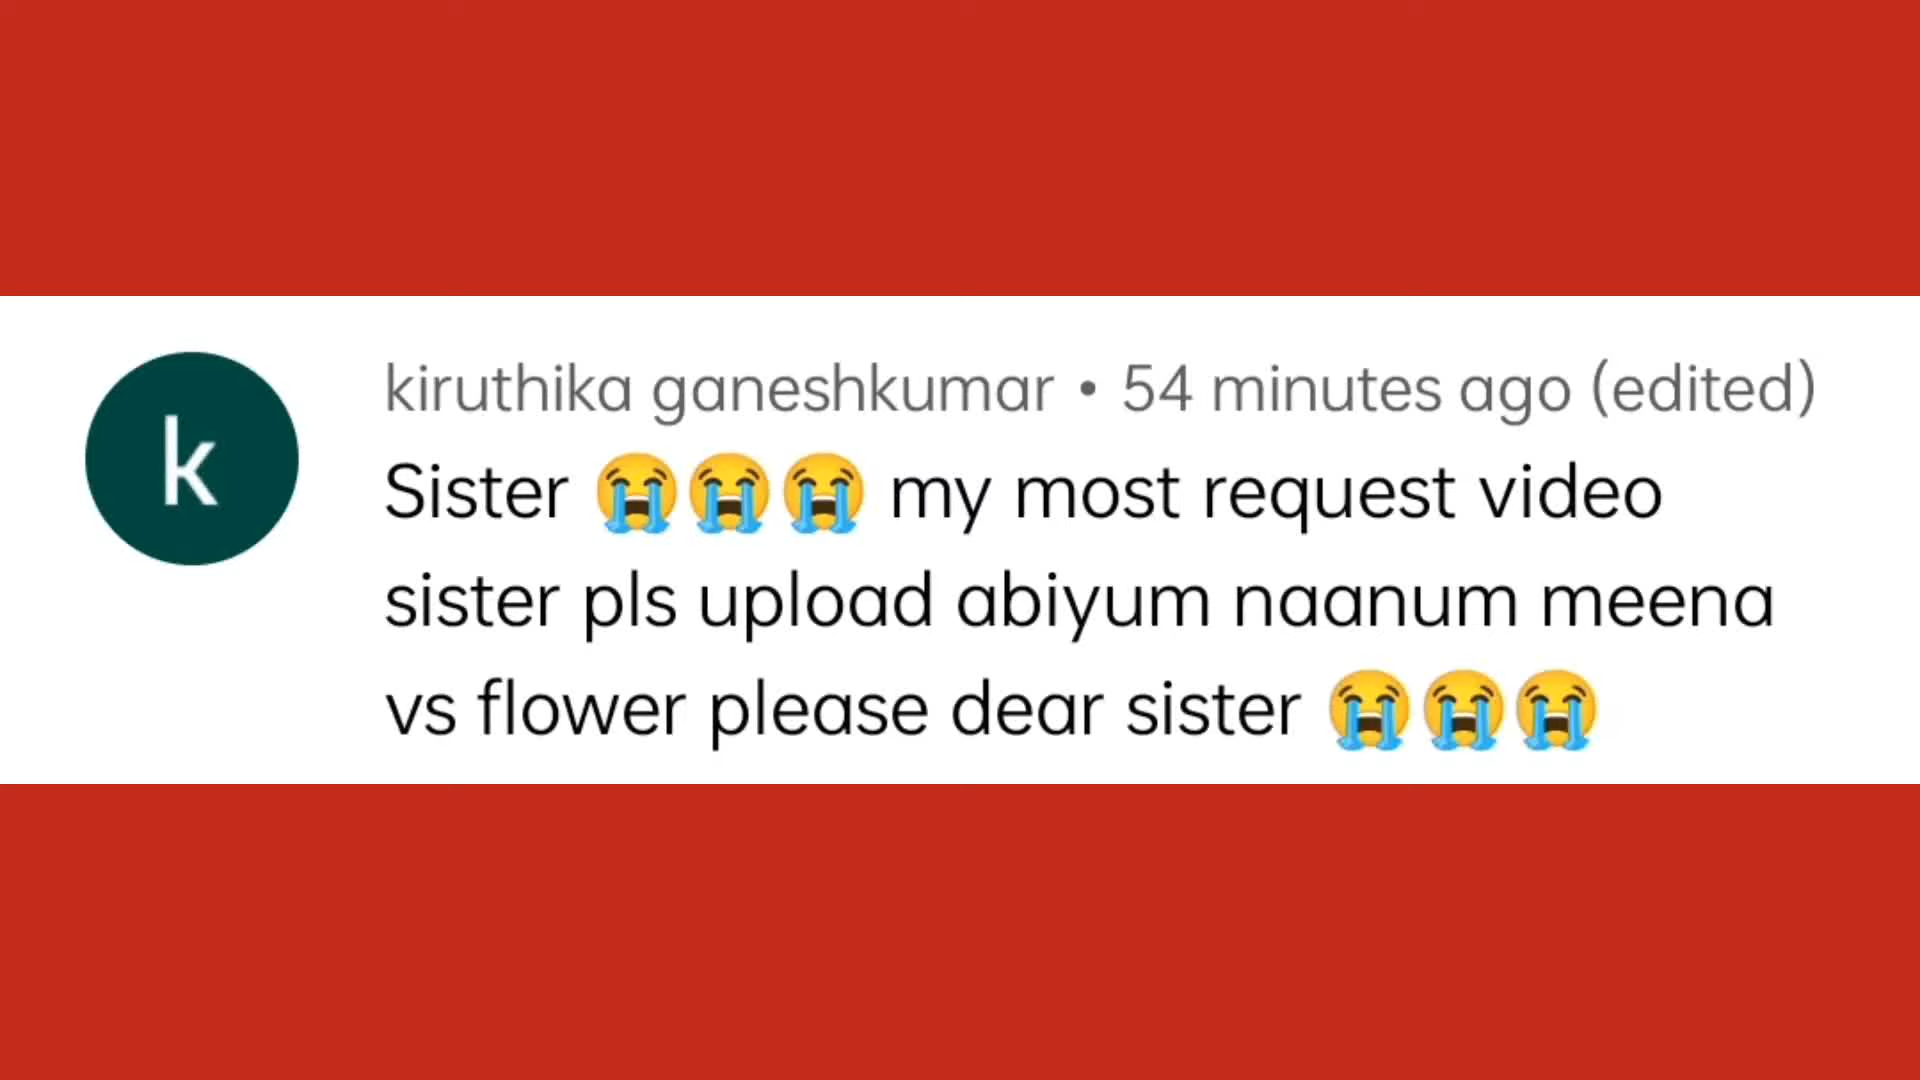 k
kiruthika ganeshkumar • 54 minutes ago (edited)
Sister 😭😭😭 my most request video
sister pls upload abiyum naanum meena
vs flower please dear sister 😭😭😭